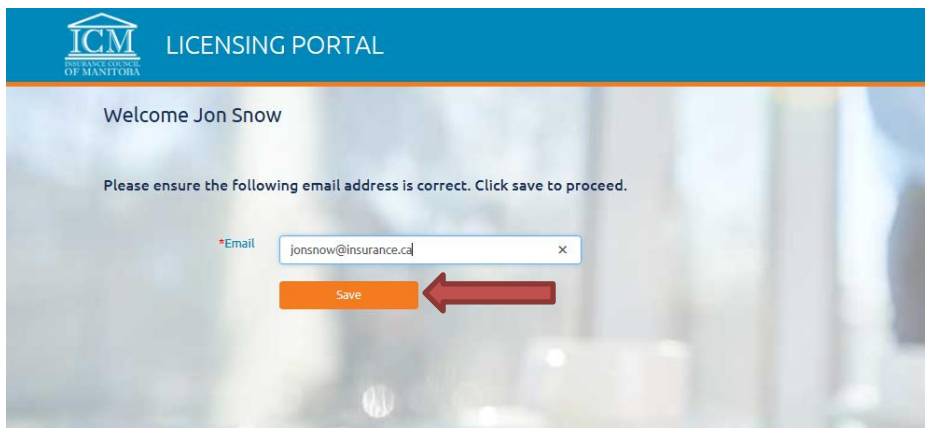 ICM
INSURANCE COUNCIL
OF MANITOBA
LICENSING PORTAL
Welcome Jon Snow
Please ensure the following email address is correct. Click save to proceed.
*Email
jonsnow@insurance.ca
×
Save